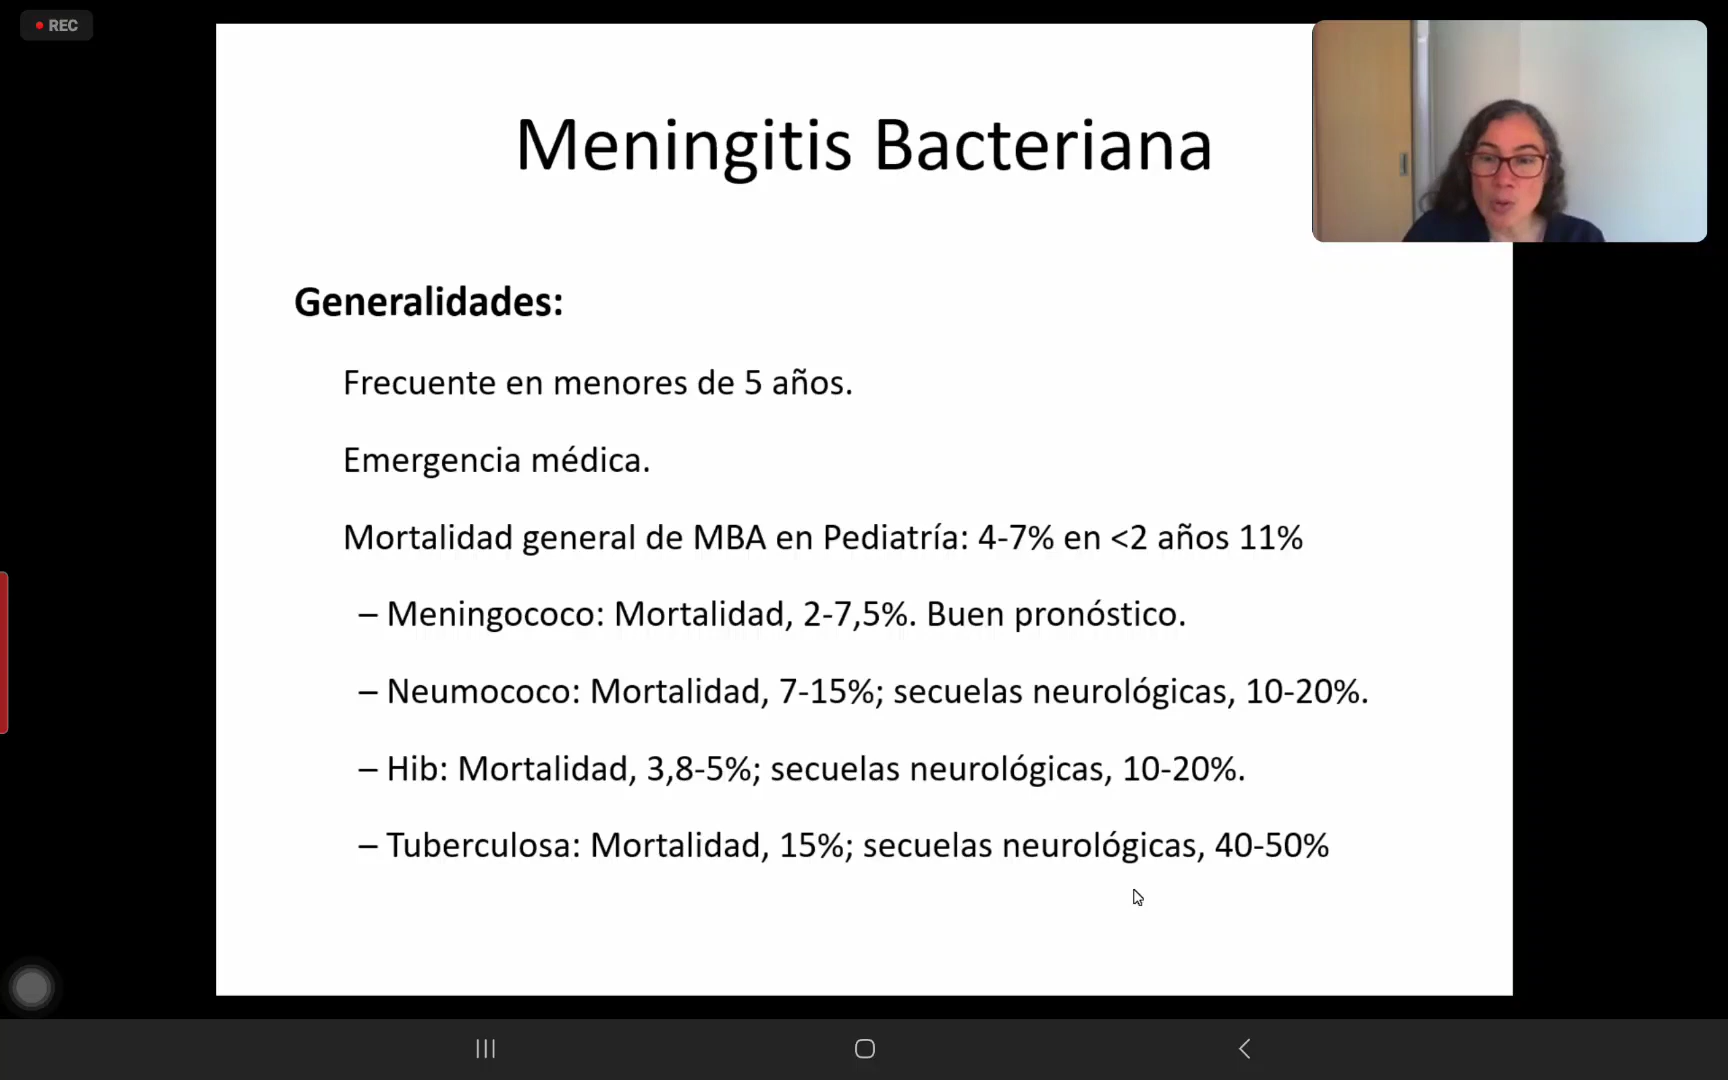 REC
Meningitis Bacteriana
Generalidades:
Frecuente en menores de 5 años.
Emergencia médica.
Mortalidad general de MBA en Pediatría: 4-7% en <2 años 11%
– Meningococo: Mortalidad, 2-7,5%. Buen pronóstico.
– Neumococo: Mortalidad, 7-15%; secuelas neurológicas, 10-20%.
– Hib: Mortalidad, 3,8-5%; secuelas neurológicas, 10-20%.
– Tuberculosa: Mortalidad, 15%; secuelas neurológicas, 40-50%